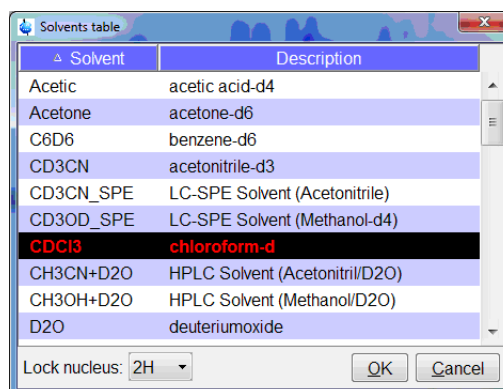 Solvents table
Solvent Description
Acetic acetic acid-d4
Acetone acetone-d6
C6D6 benzene-d6
CD3CN acetonitrile-d3
CD3CN_SPE LC-SPE Solvent (Acetonitrile)
CD3OD_SPE LC-SPE Solvent (Methanol-d4)
CDCl3 chloroform-d
CH3CN+D2O HPLC Solvent (Acetonitril/D2O)
CH3OH+D2O HPLC Solvent (Methanol/D2O)
D2O deuteriumoxide
Lock nucleus: 2H OK Cancel